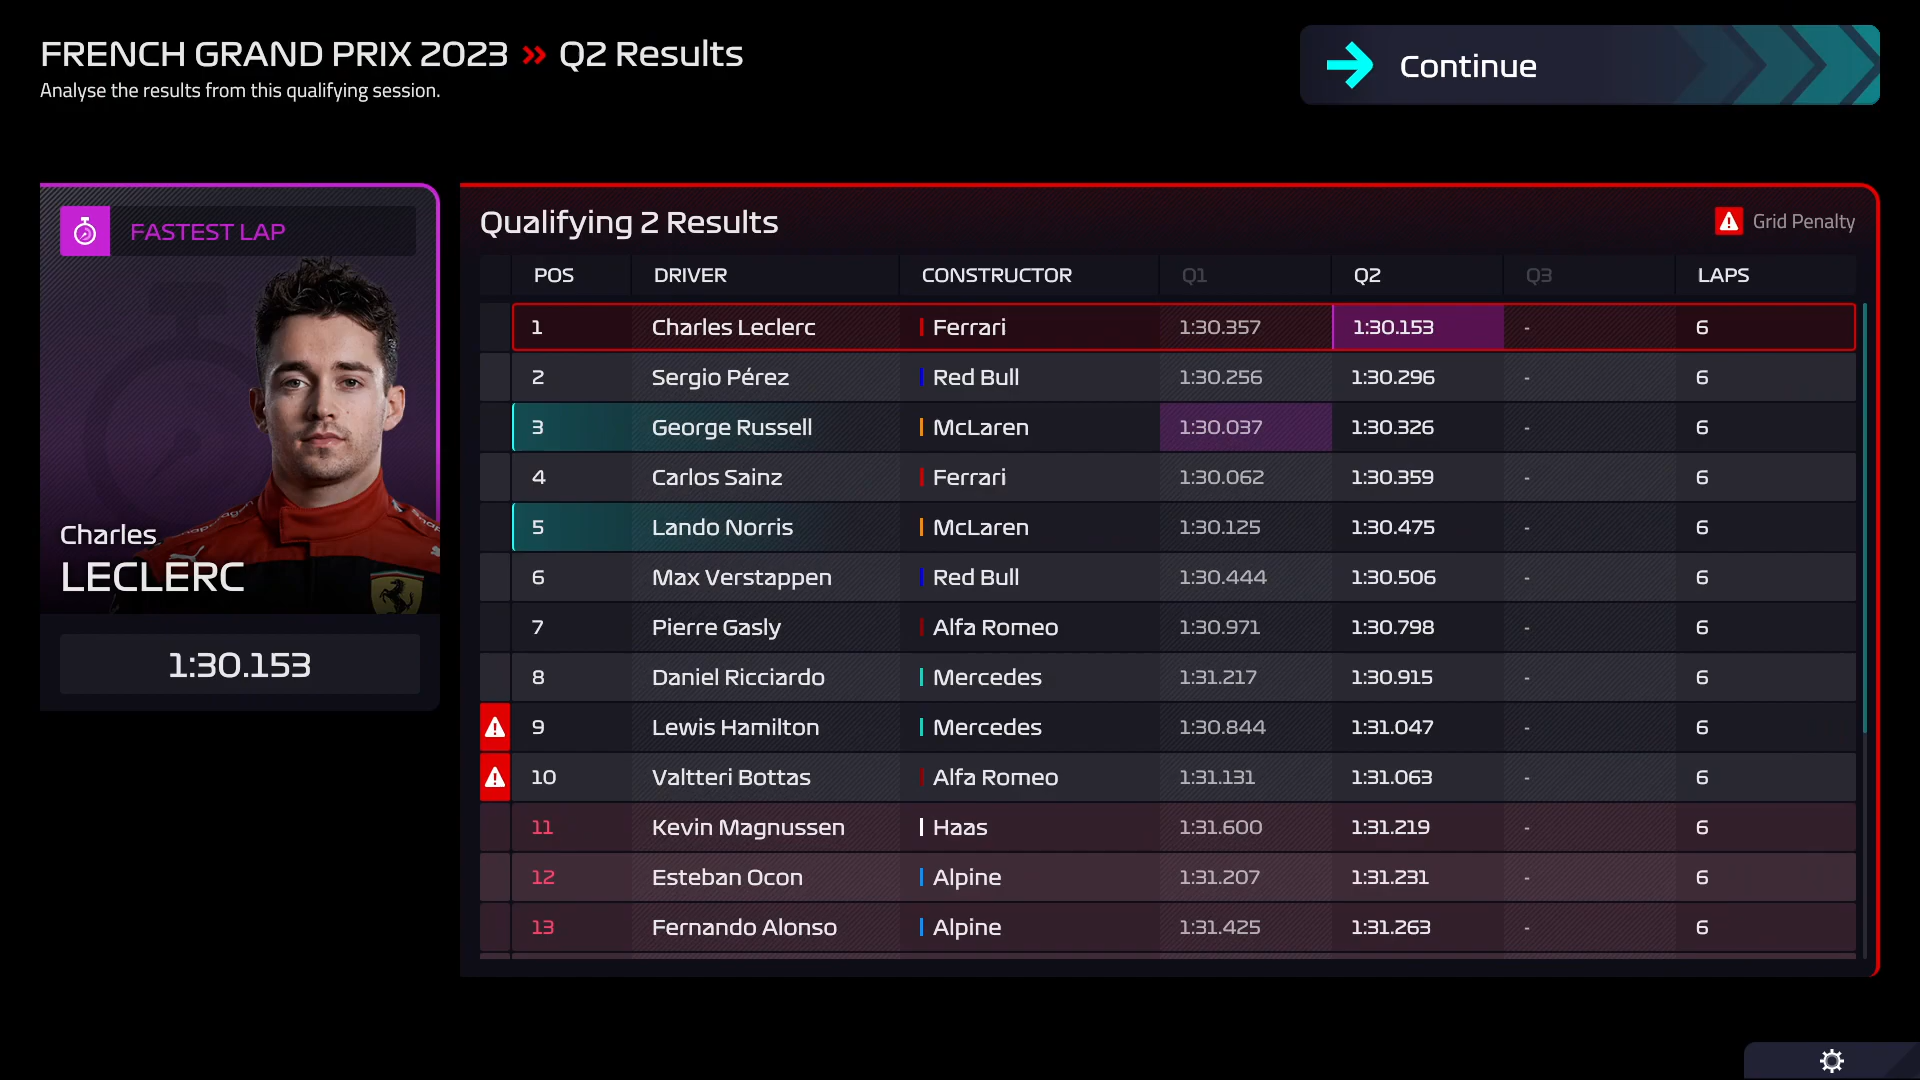 FRENCH GRAND PRIX 2023 » Q2 Results
Analyse the results from this qualifying session.
Continue
FASTEST LAP
Charles
LECLERC
1:30.153
Qualifying 2 Results
Grid Penalty
POS DRIVER CONSTRUCTOR Q1 Q2 Q3 LAPS
1 Charles Leclerc Ferrari 1:30.357 1:30.153 - 6
2 Sergio Pérez Red Bull 1:30.256 1:30.296 - 6
3 George Russell McLaren 1:30.037 1:30.326 - 6
4 Carlos Sainz Ferrari 1:30.062 1:30.359 - 6
5 Lando Norris McLaren 1:30.125 1:30.475 - 6
6 Max Verstappen Red Bull 1:30.444 1:30.506 - 6
7 Pierre Gasly Alfa Romeo 1:30.971 1:30.798 - 6
8 Daniel Ricciardo Mercedes 1:31.217 1:30.915 - 6
9 Lewis Hamilton Mercedes 1:30.844 1:31.047 - 6
10 Valtteri Bottas Alfa Romeo 1:31.131 1:31.063 - 6
11 Kevin Magnussen Haas 1:31.600 1:31.219 - 6
12 Esteban Ocon Alpine 1:31.207 1:31.231 - 6
13 Fernando Alonso Alpine 1:31.425 1:31.263 - 6